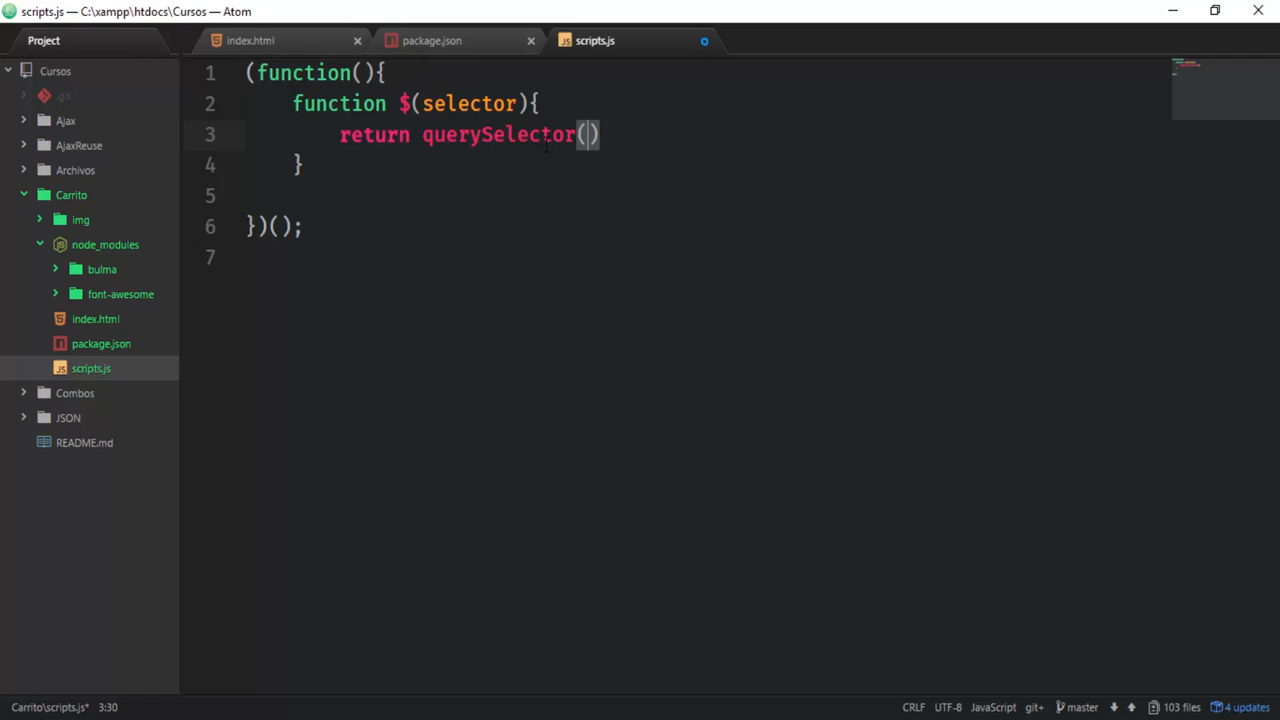 scripts.js — C:\xampp\htdocs\Cursos — Atom
Project
index.html
package.json
scripts.js
Cursos
.git
Ajax
AjaxReuse
Archivos
Carrito
img
node_modules
bulma
font-awesome
index.html
package.json
scripts.js
Combos
JSON
README.md
1 (function(){
2 function $(selector){
3 return querySelector()
4 }
5
6 })();
7
Carrito\scripts.js* 3:30
CRLF UTF-8 JavaScript git+ master 103 files 4 updates